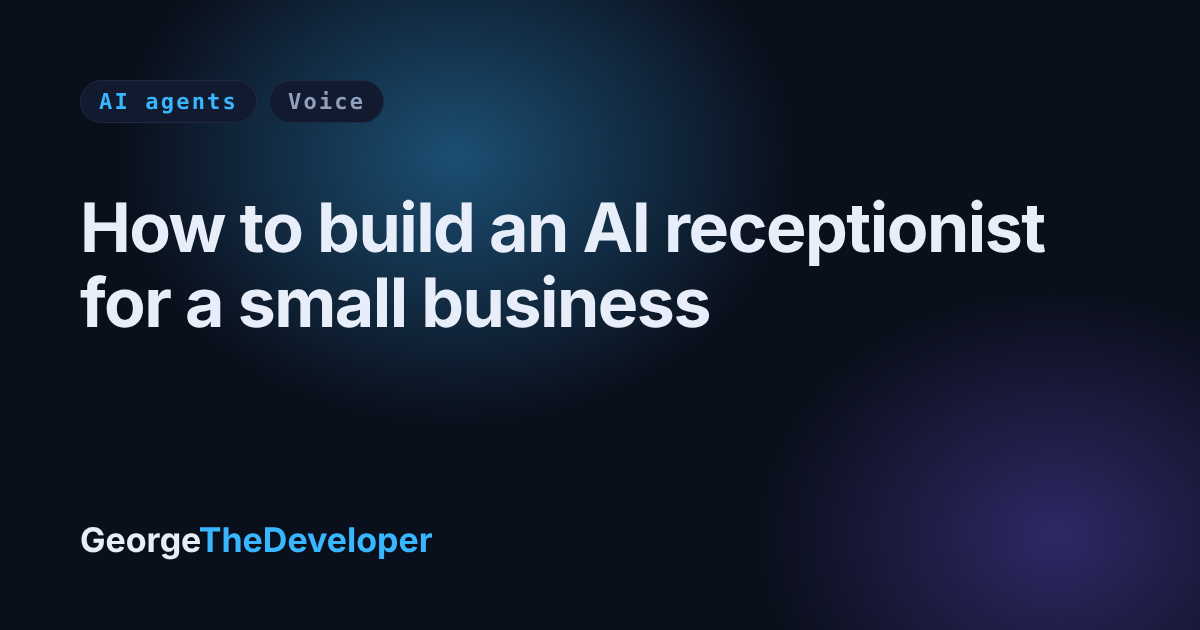 AI agents Voice
How to build an AI receptionist
for a small business
GeorgeTheDeveloper